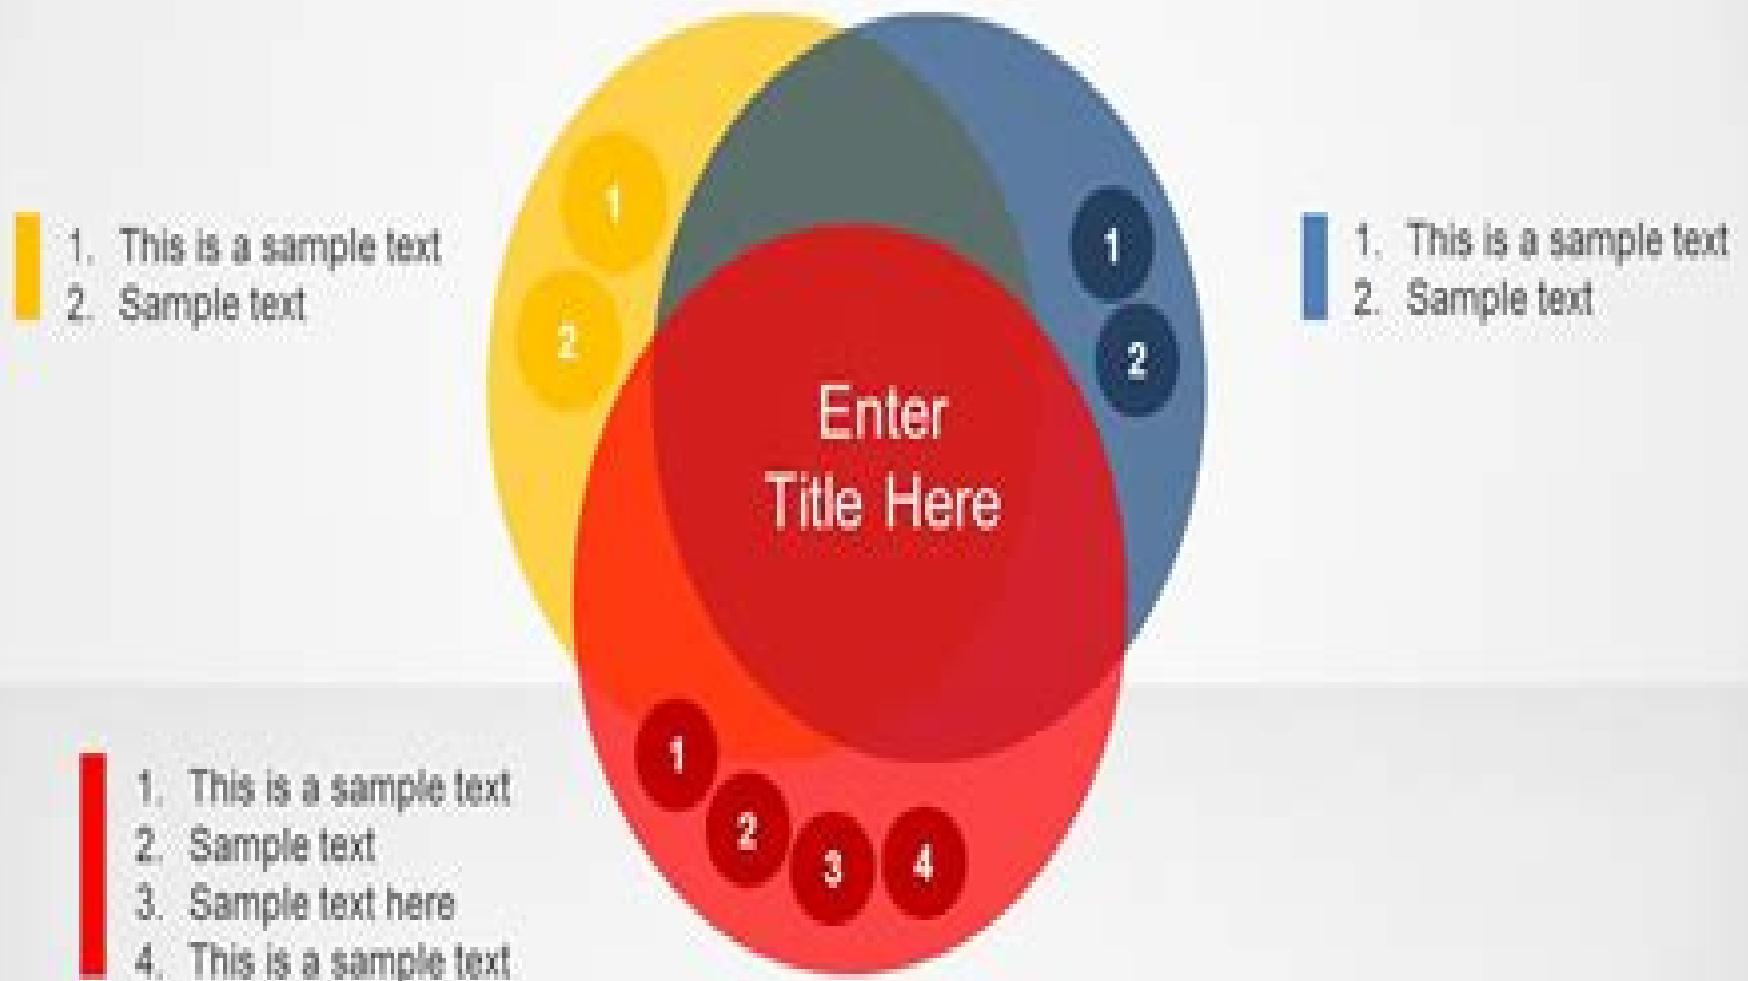 1
2
1
2
1. This is a sample text
2. Sample text
1. This is a sample text
2. Sample text
Enter
Title Here
1
2
3
4
1. This is a sample text
2. Sample text
3. Sample text here
4. This is a sample text